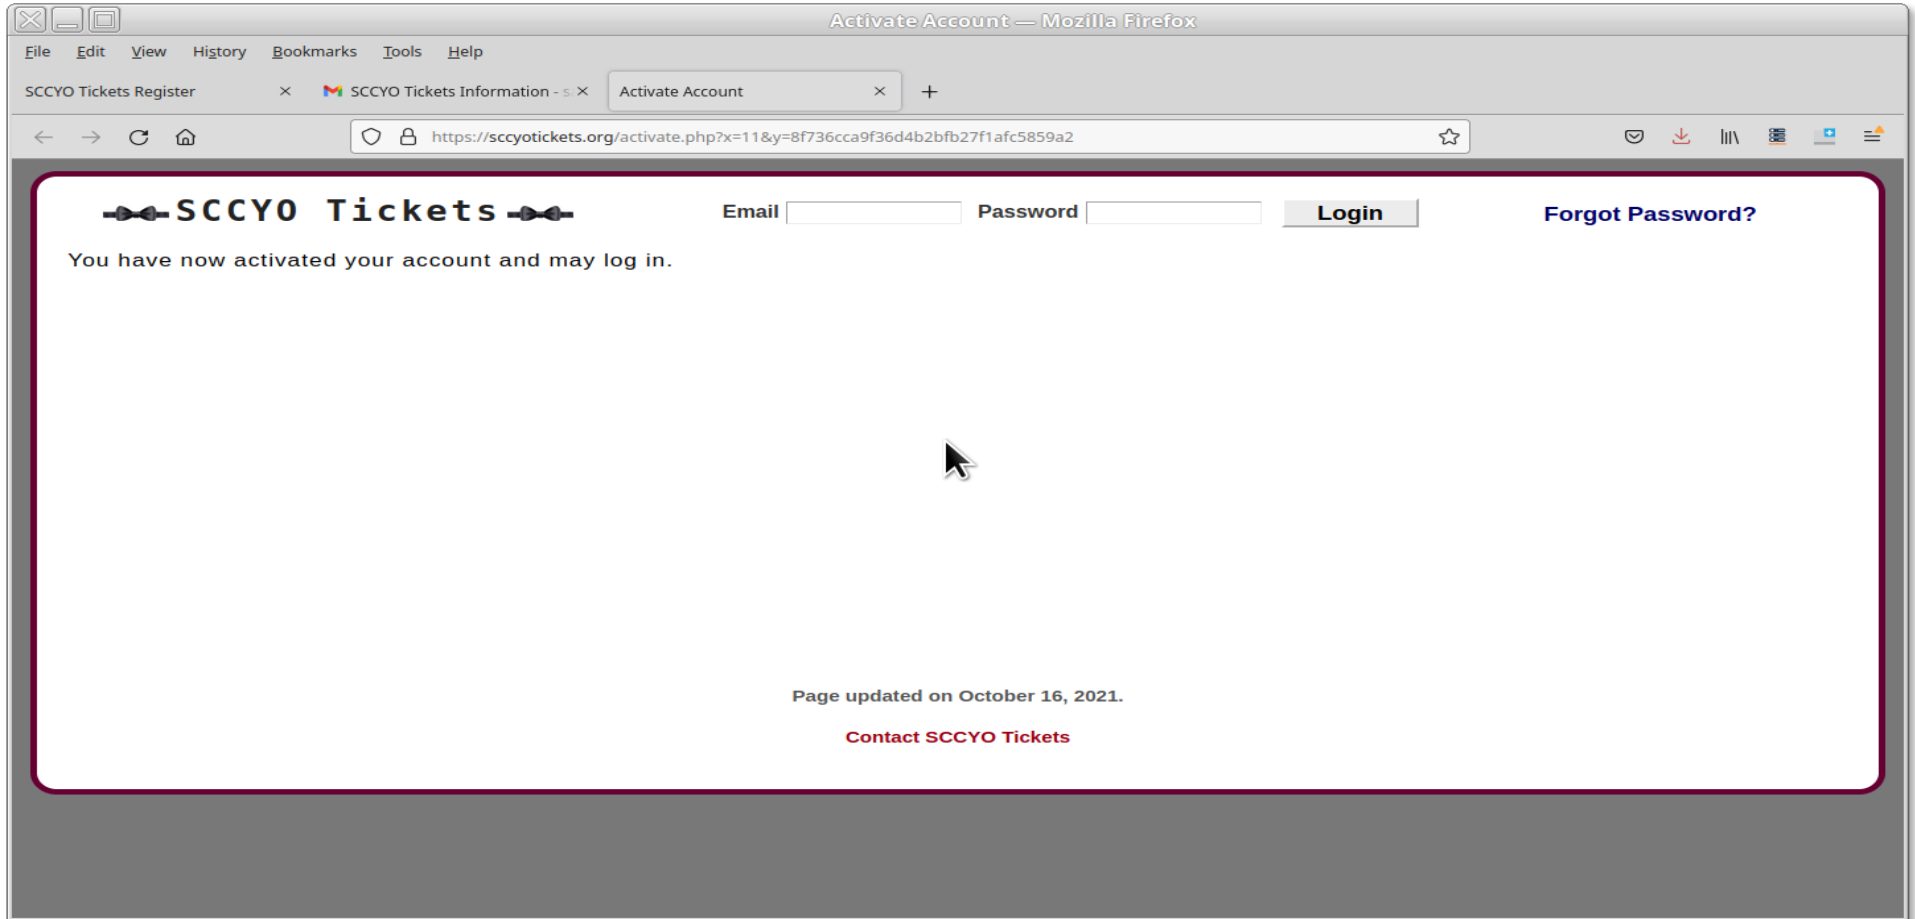 Activate Account — Mozilla Firefox
File Edit View History Bookmarks Tools Help
SCCYO Tickets Register SCCYO Tickets Information - s Activate Account
https://sccyotickets.org/activate.php?x=11&y=8f736cca9f36d4b2bfb27f1afc5859a2
SCCYO Tickets Email Password Login Forgot Password?
You have now activated your account and may log in.
Page updated on October 16, 2021.
Contact SCCYO Tickets